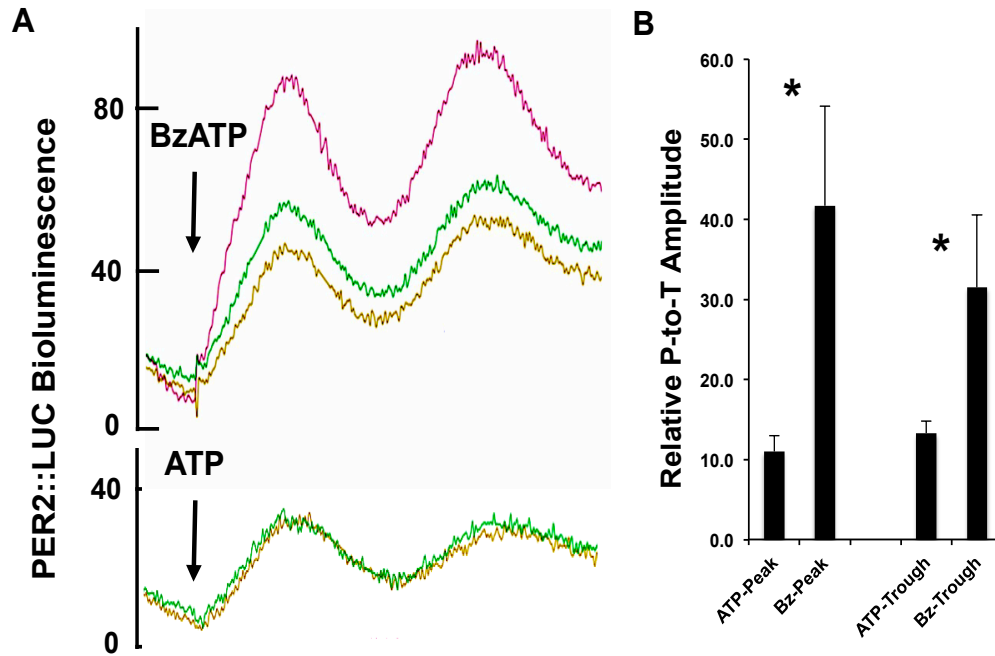 A
PER2::LUC Bioluminescence
80
BzATP
40
0
ATP
40
0
B
Relative P-to-T Amplitude
60.0
*
50.0
40.0
*
30.0
20.0
10.0
0.0
ATP-Peak
Bz-Peak
ATP-Trough
Bz-Trough